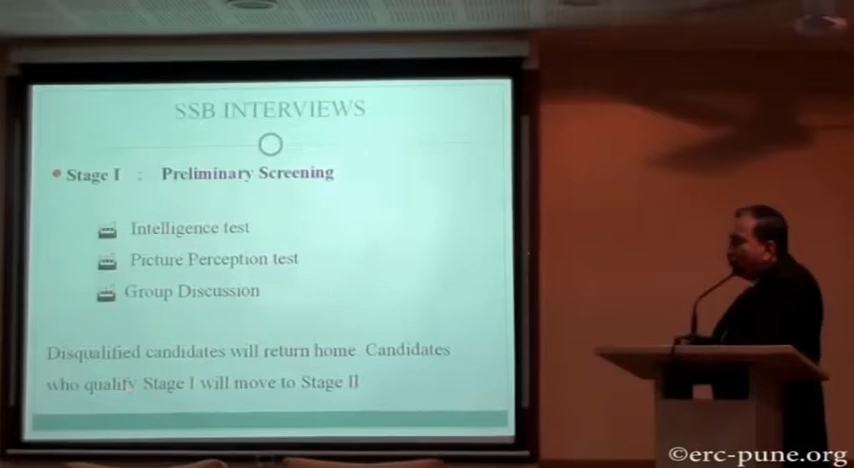 SSB INTERVIEWS
Stage I : Preliminary Screening
Intelligence test
Picture Perception test
Group Discussion
Disqualified candidates will return home. Candidates
who qualify Stage I will move to Stage II
©erc-pune.org